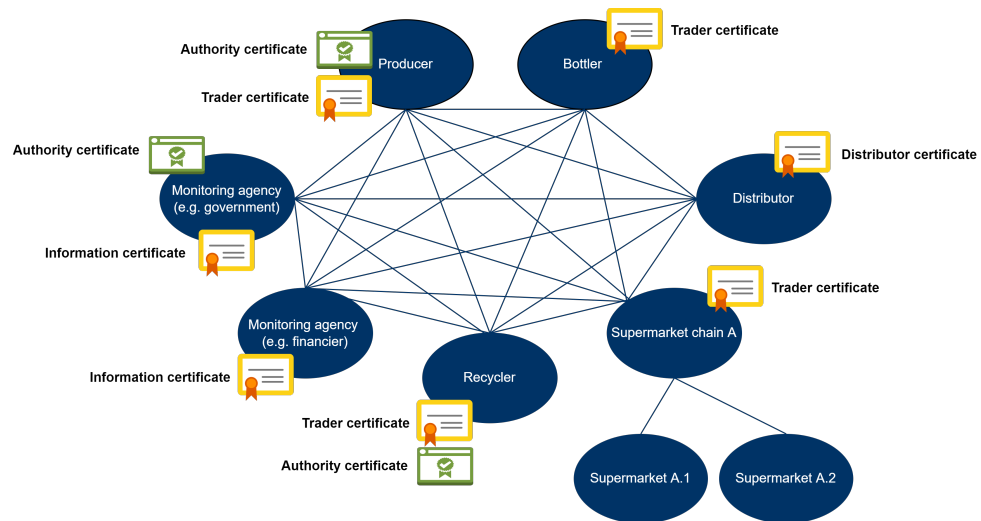 Authority certificate
Trader certificate
Producer
Trader certificate
Bottler
Authority certificate
Monitoring agency
(e.g. government)
Information certificate
Distributor certificate
Distributor
Trader certificate
Supermarket chain A
Monitoring agency
(e.g. financier)
Information certificate
Recycler
Trader certificate
Authority certificate
Supermarket A.1
Supermarket A.2